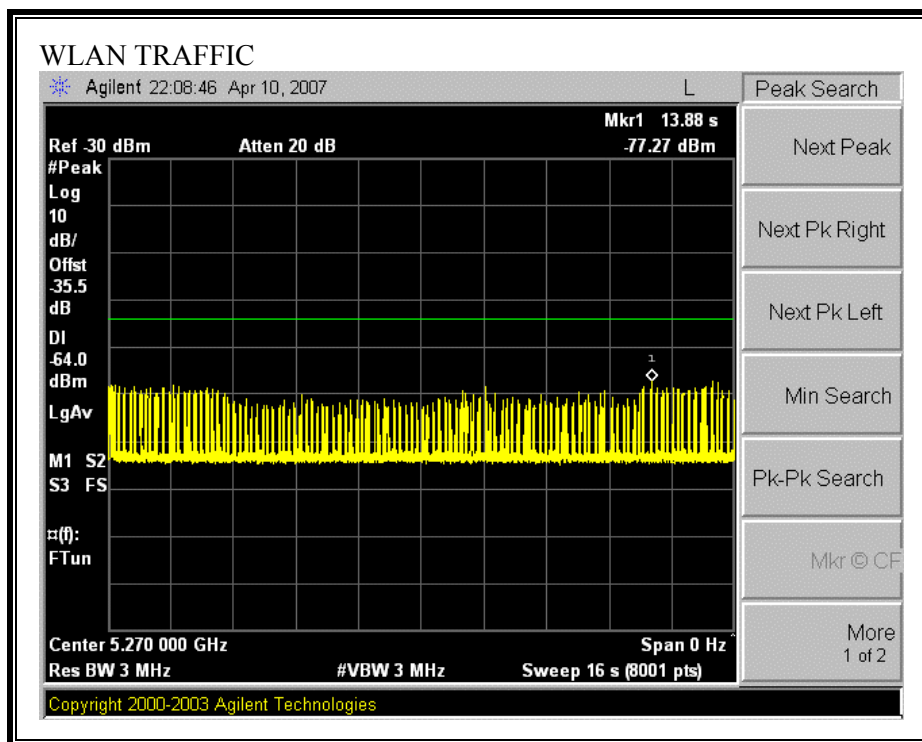 WLAN TRAFFIC
Agilent 22:08:46 Apr 10, 2007 L
Peak Search
Mkr1 13.88 s
Ref -30 dBm Atten 20 dB -77.27 dBm
#Peak
Log
10
dB/
Offst
-35.5
dB
DI
-64.0
dBm
LgAv
M1 S2
S3 FS
¤(f):
FTun
1
Center 5.270 000 GHz Span 0 Hz^
Res BW 3 MHz #VBW 3 MHz Sweep 16 s (8001 pts)
Next Peak
Next Pk Right
Next Pk Left
Min Search
Pk-Pk Search
Mkr © CF
More
1 of 2
Copyright 2000-2003 Agilent Technologies